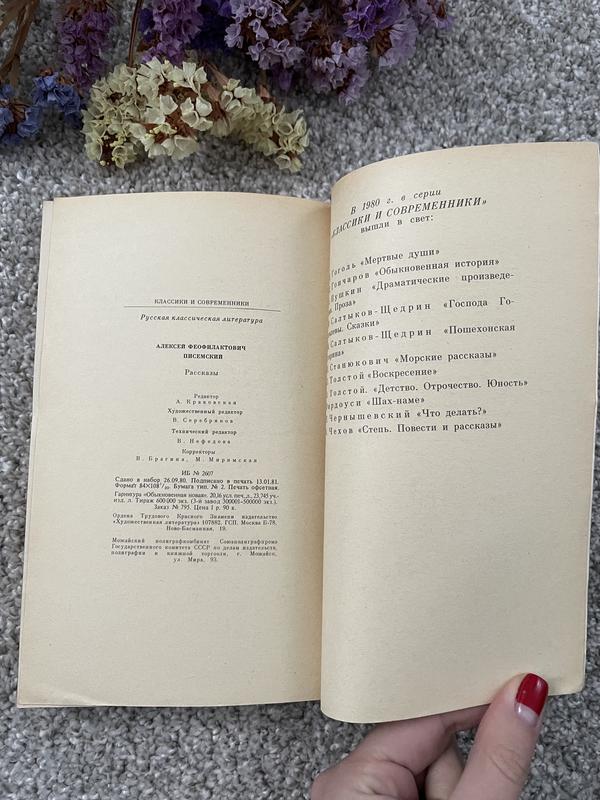 КЛАССИКИ И СОВРЕМЕННИКИ
Русская классическая литература
АЛЕКСЕЙ ФЕОФИЛАКТОВИЧ
ПИСЕМСКИЙ
Рассказы
Редактор
А. Краковская
Художественный редактор
В. Серебряков
Технический редактор
В. Нефедова
Корректоры
В. Брагина, М. Миримская
ИБ № 2607
Сдано в набор 26.09.80. Подписано в печать 13.01.81.
Формат 84×108¹/₃₂. Бумага тип. № 2. Печать офсетная.
Гарнитура «Обыкновенная новая». 20,16 усл. печ. л., 23,745 уч.-
изд. л. Тираж 600 000 экз. (3-й завод 300001–500000 экз.)
Заказ № 795. Цена 1 р. 90 к.
Ордена Трудового Красного Знамени издательство
«Художественная литература» 107882, ГСП, Москва Б-78,
Ново-Басманная, 19.
Можайский полиграфкомбинат Союзполиграфпрома
Государственного комитета СССР по делам издательств,
полиграфии и книжной торговли, г. Можайск,
ул. Мира, 93.
В 1980 г. в серии
КЛАССИКИ И СОВРЕМЕННИКИ»
вышли в свет:
Гоголь «Мертвые души»
Гончаров «Обыкновенная история»
Пушкин «Драматические произведе-
Проза»
Салтыков-Щедрин «Господа Го-
Сказки»
Салтыков-Щедрин «Пошехонская
Станюкович «Морские рассказы»
Толстой «Воскресение»
Толстой. «Детство. Отрочество. Юность»
«Шах-наме»
Чернышевский «Что делать?»
Чехов «Степь. Повести и рассказы»